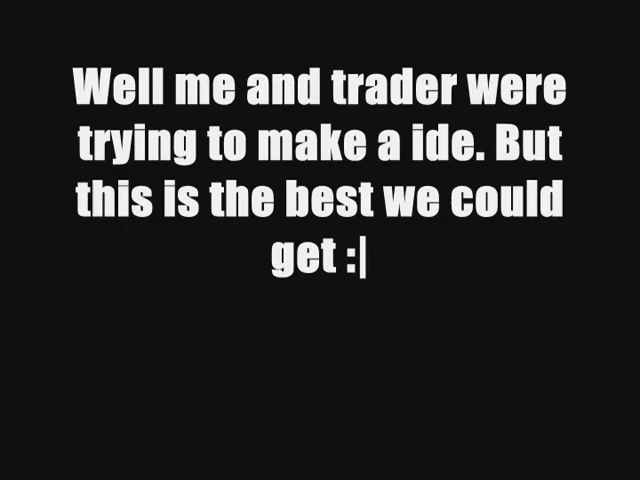 Well me and trader were
trying to make a ide. But
this is the best we could
get :|